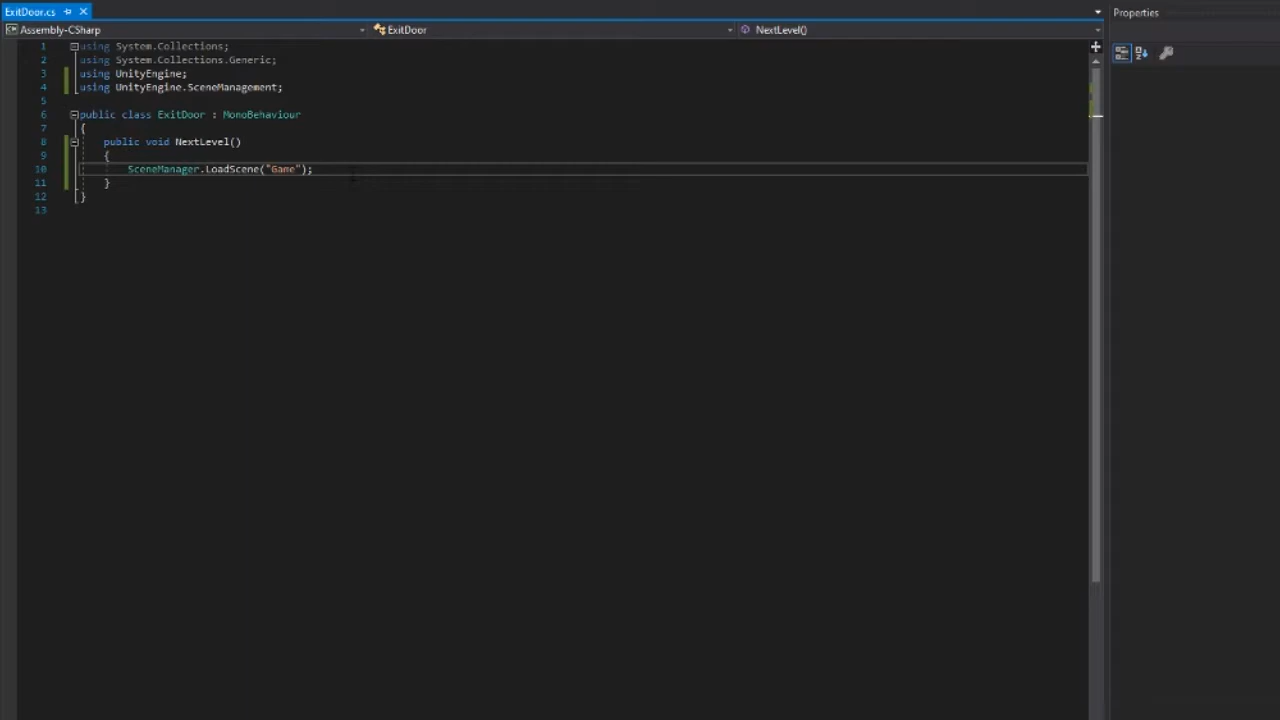 ExitDoor.cs
Properties
Assembly-CSharp
ExitDoor
NextLevel()
1 using System.Collections;
2 using System.Collections.Generic;
3 using UnityEngine;
4 using UnityEngine.SceneManagement;
5
6 public class ExitDoor : MonoBehaviour
7 {
8 public void NextLevel()
9 {
10 SceneManager.LoadScene("Game");
11 }
12 }
13